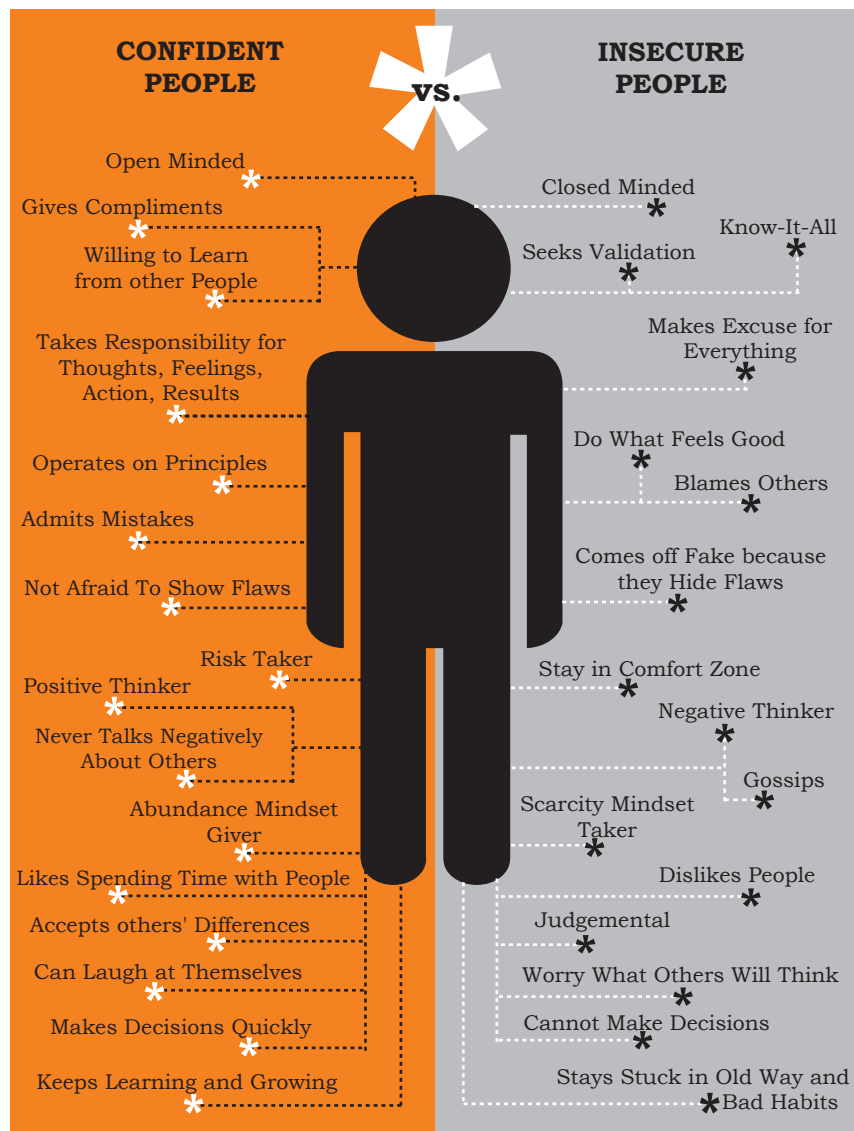 CONFIDENT
PEOPLE
vs.
INSECURE
PEOPLE
Open Minded
Gives Compliments
Willing to Learn
from other People
Takes Responsibility for
Thoughts, Feelings,
Action, Results
Operates on Principles
Admits Mistakes
Not Afraid To Show Flaws
Risk Taker
Positive Thinker
Never Talks Negatively
About Others
Abundance Mindset
Giver
Likes Spending Time with People
Accepts others' Differences
Can Laugh at Themselves
Makes Decisions Quickly
Keeps Learning and Growing
Closed Minded
Know-It-All
Seeks Validation
Makes Excuse for
Everything
Do What Feels Good
Blames Others
Comes off Fake because
they Hide Flaws
Stay in Comfort Zone
Negative Thinker
Gossips
Scarcity Mindset
Taker
Dislikes People
Judgemental
Worry What Others Will Think
Cannot Make Decisions
Stays Stuck in Old Way and
Bad Habits